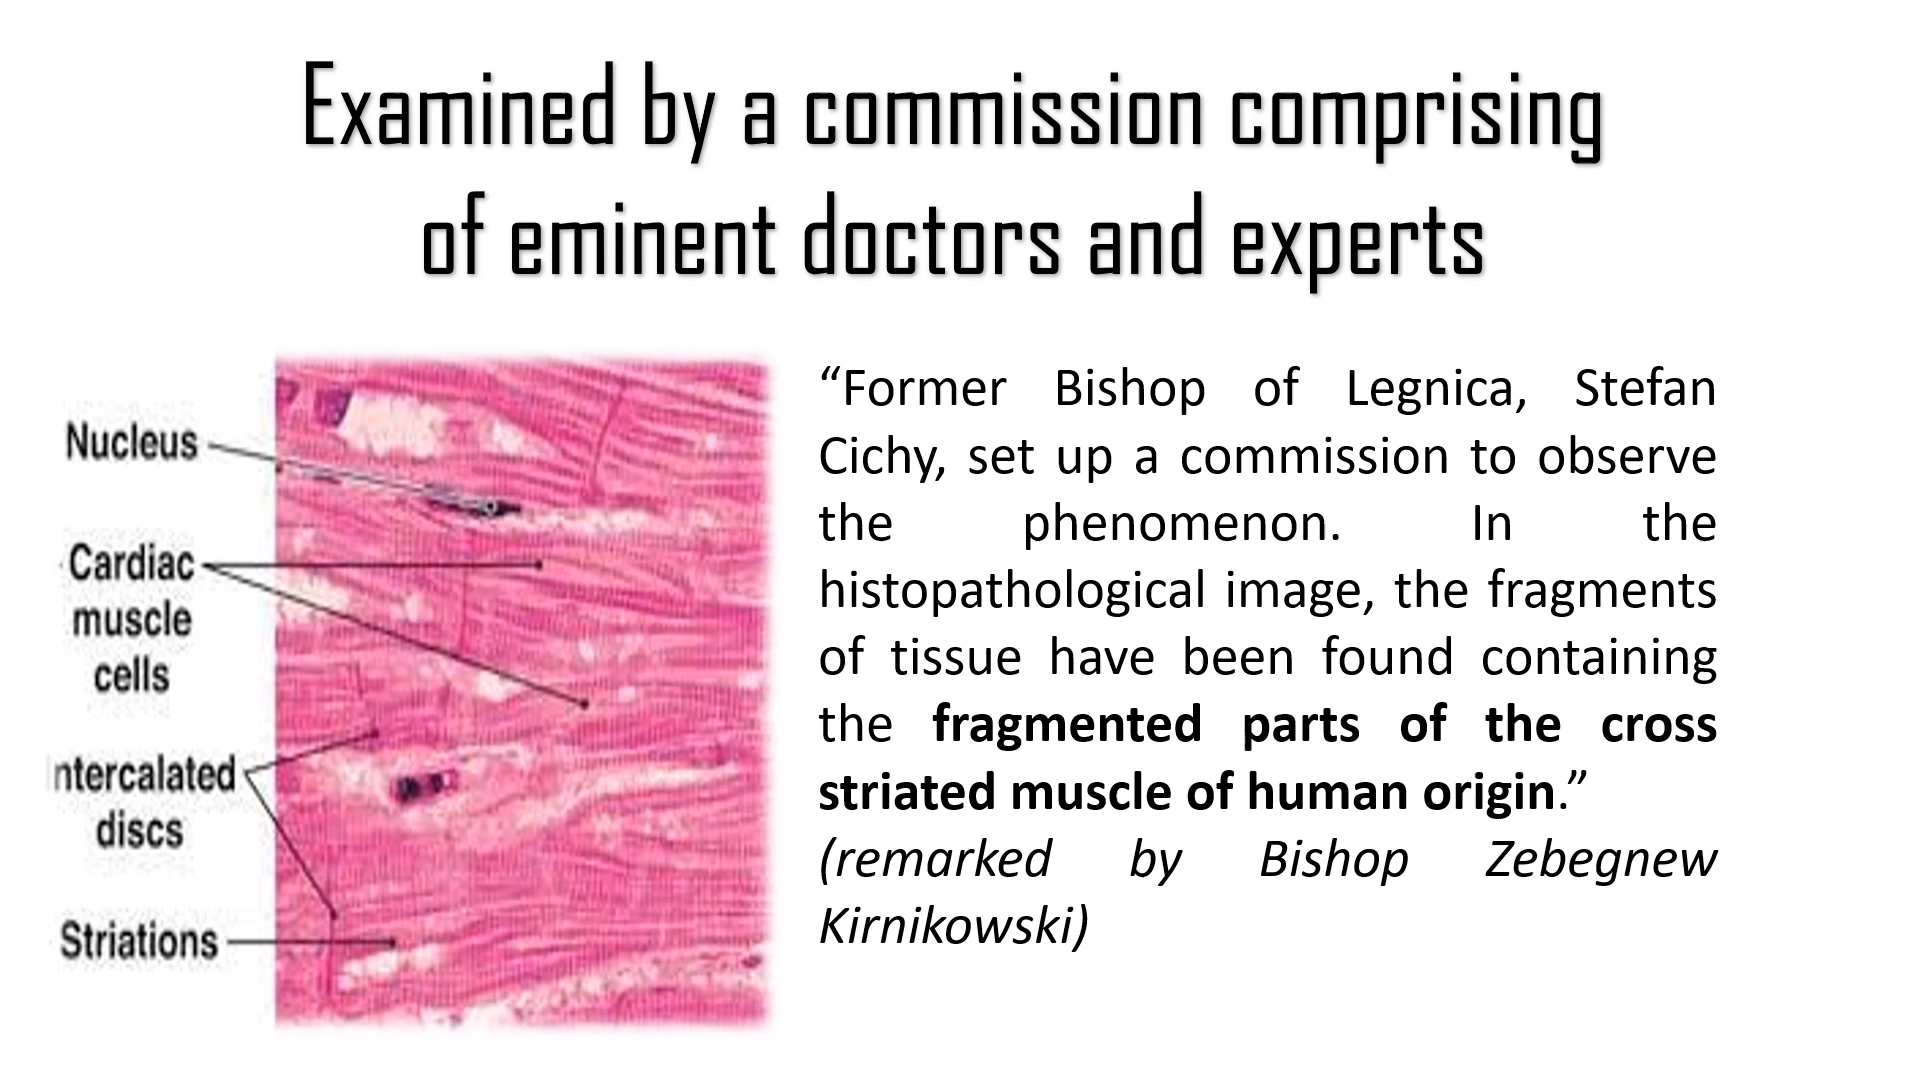 Examined by a commission comprising
of eminent doctors and experts
Nucleus
Cardiac
muscle
cells
ntercalated
discs
Striations
“Former Bishop of Legnica, Stefan
Cichy, set up a commission to observe
the phenomenon. In the
histopathological image, the fragments
of tissue have been found containing
the fragmented parts of the cross
striated muscle of human origin.”
(remarked by Bishop Zebegnew
Kirnikowski)